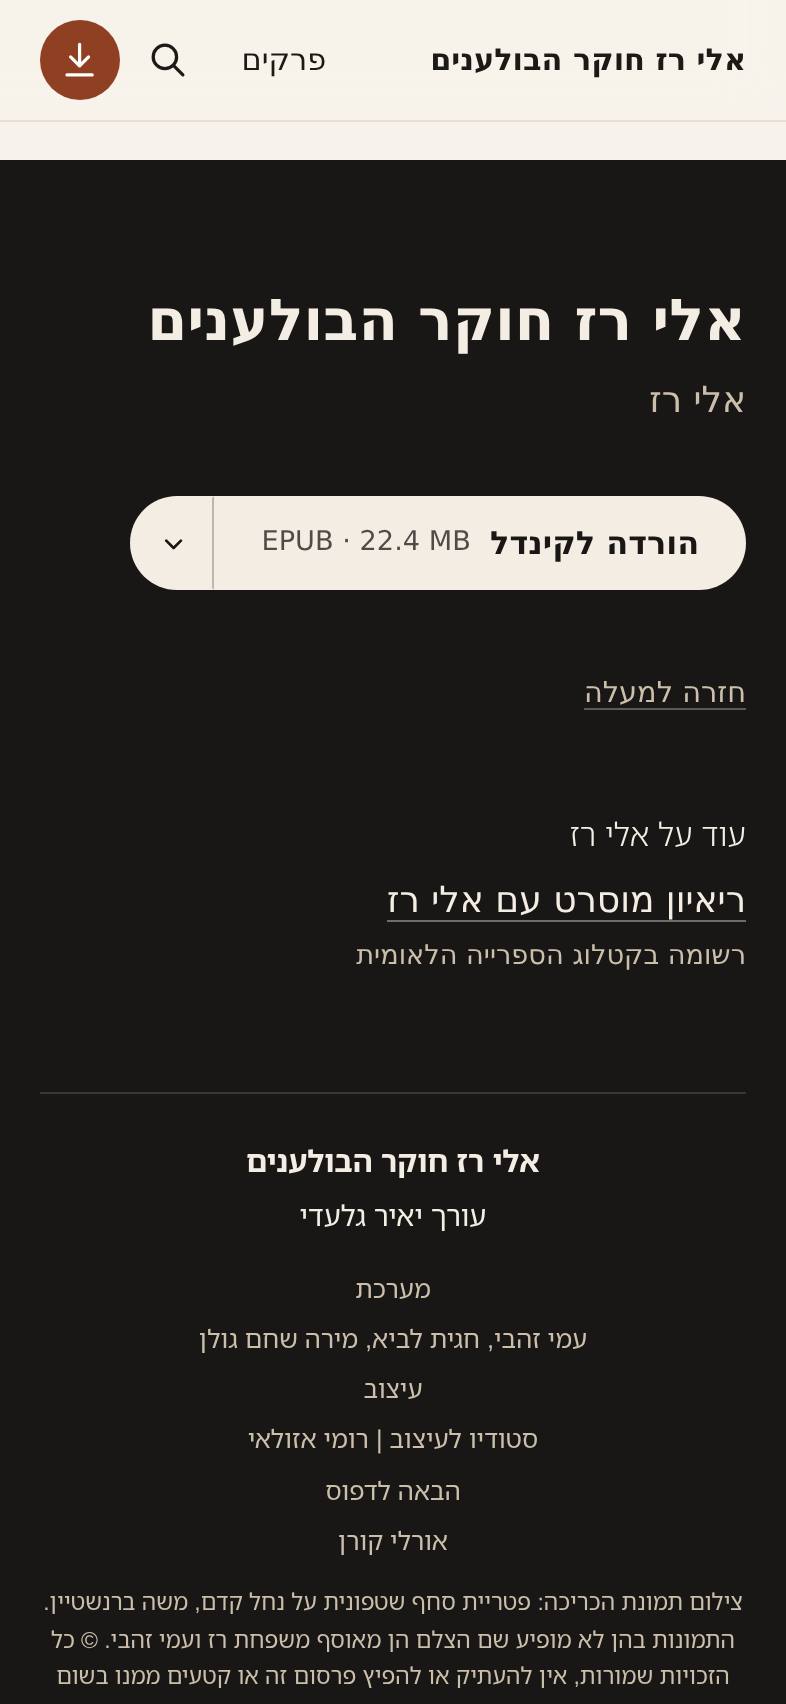 אלי רז חוקר הבולענים
פרקים
אלי רז חוקר הבולענים
אלי רז
הורדה לקינדל EPUB · 22.4 MB
חזרה למעלה
עוד על אלי רז
ריאיון מוסרט עם אלי רז
רשומה בקטלוג הספרייה הלאומית
אלי רז חוקר הבולענים
עורך יאיר גלעדי
מערכת
עמי זהבי, חגית לביא, מירה שחם גולן
עיצוב
סטודיו לעיצוב | רומי אזולאי
הבאה לדפוס
אורלי קורן
צילום תמונת הכריכה: פטריית סחף שטפונית על נחל קדם, משה ברנשטיין.
התמונות בהן לא מופיע שם הצלם הן מאוסף משפחת רז ועמי זהבי. © כל
הזכויות שמורות, אין להעתיק או להפיץ פרסום זה או קטעים ממנו בשום